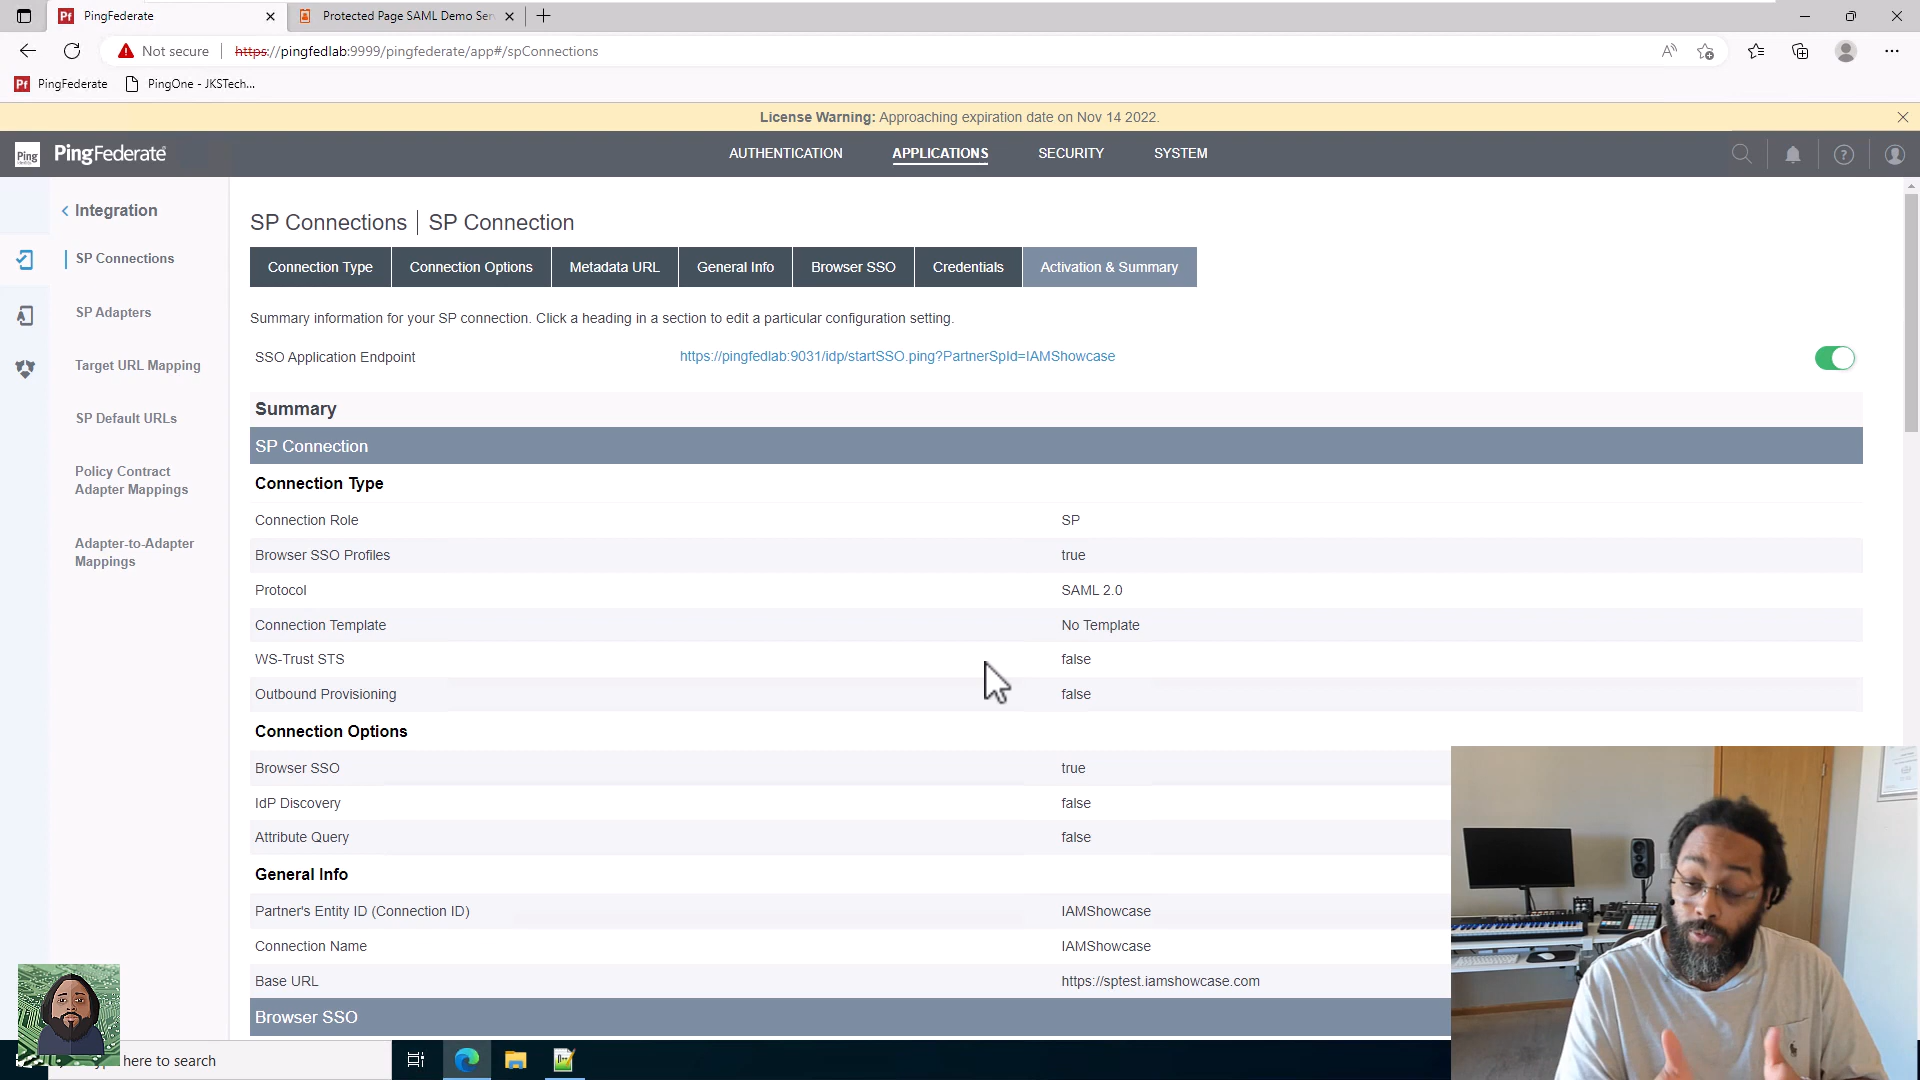 PingFederate
Protected Page SAML Demo Ser
Not secure
https://pingfedlab:9999/pingfederate/app#/spConnections
PingFederate
PingOne - JKSTech...
License Warning: Approaching expiration date on Nov 14 2022.
Ping
PingFederate
AUTHENTICATION
APPLICATIONS
SECURITY
SYSTEM
Integration
SP Connections
SP Adapters
Target URL Mapping
SP Default URLs
Policy Contract
Adapter Mappings
Adapter-to-Adapter
Mappings
SP Connections | SP Connection
Connection Type
Connection Options
Metadata URL
General Info
Browser SSO
Credentials
Activation & Summary
Summary information for your SP connection. Click a heading in a section to edit a particular configuration setting.
SSO Application Endpoint
https://pingfedlab:9031/idp/startSSO.ping?PartnerSpId=IAMShowcase
Summary
SP Connection
Connection Type
Connection Role SP
Browser SSO Profiles true
Protocol SAML 2.0
Connection Template No Template
WS-Trust STS false
Outbound Provisioning false
Connection Options
Browser SSO true
IdP Discovery false
Attribute Query false
General Info
Partner's Entity ID (Connection ID) IAMShowcase
Connection Name IAMShowcase
Base URL https://sptest.iamshowcase.com
Browser SSO
here to search